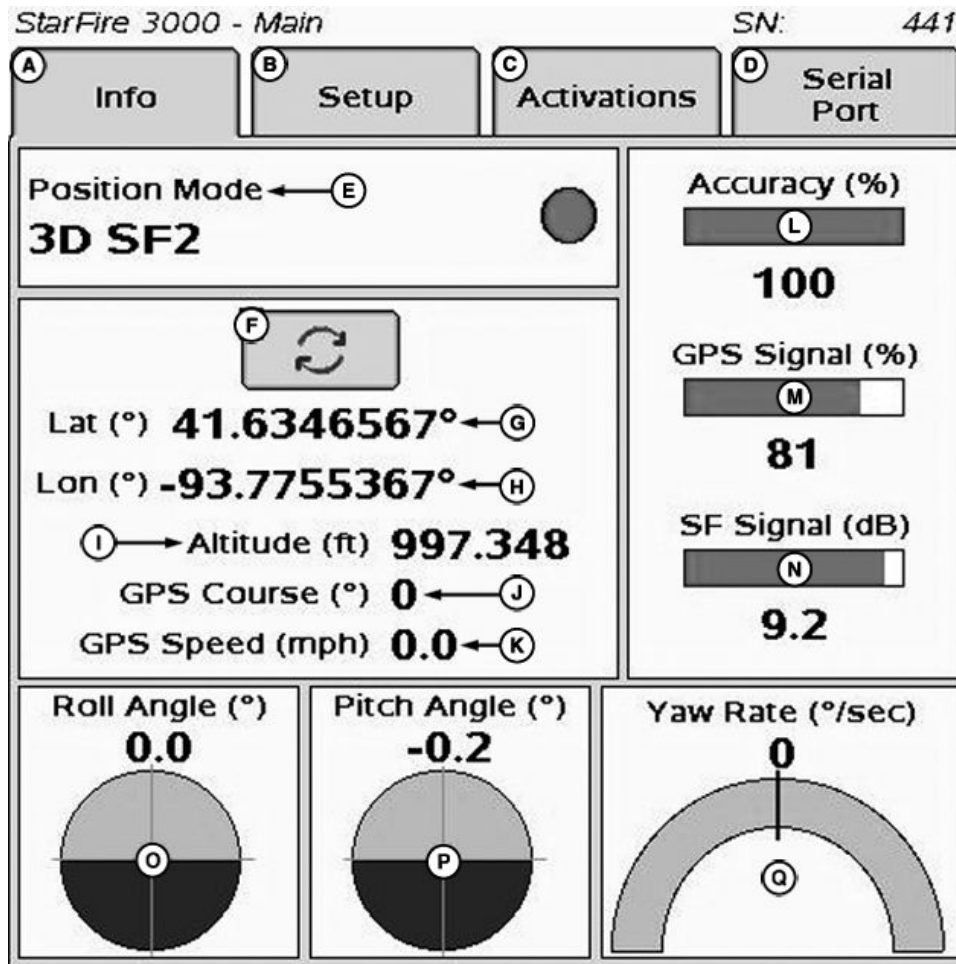 StarFire 3000 - Main SN: 441
A Info B Setup C Activations D Serial Port
Position Mode E
3D SF2
F
Lat (°) 41.6346567° G
Lon (°) -93.7755367° H
I Altitude (ft) 997.348
GPS Course (°) 0 J
GPS Speed (mph) 0.0 K
Accuracy (%)
L
100
GPS Signal (%)
M
81
SF Signal (dB)
N
9.2
Roll Angle (°)
0.0
O
Pitch Angle (°)
-0.2
P
Yaw Rate (°/sec)
0
Q